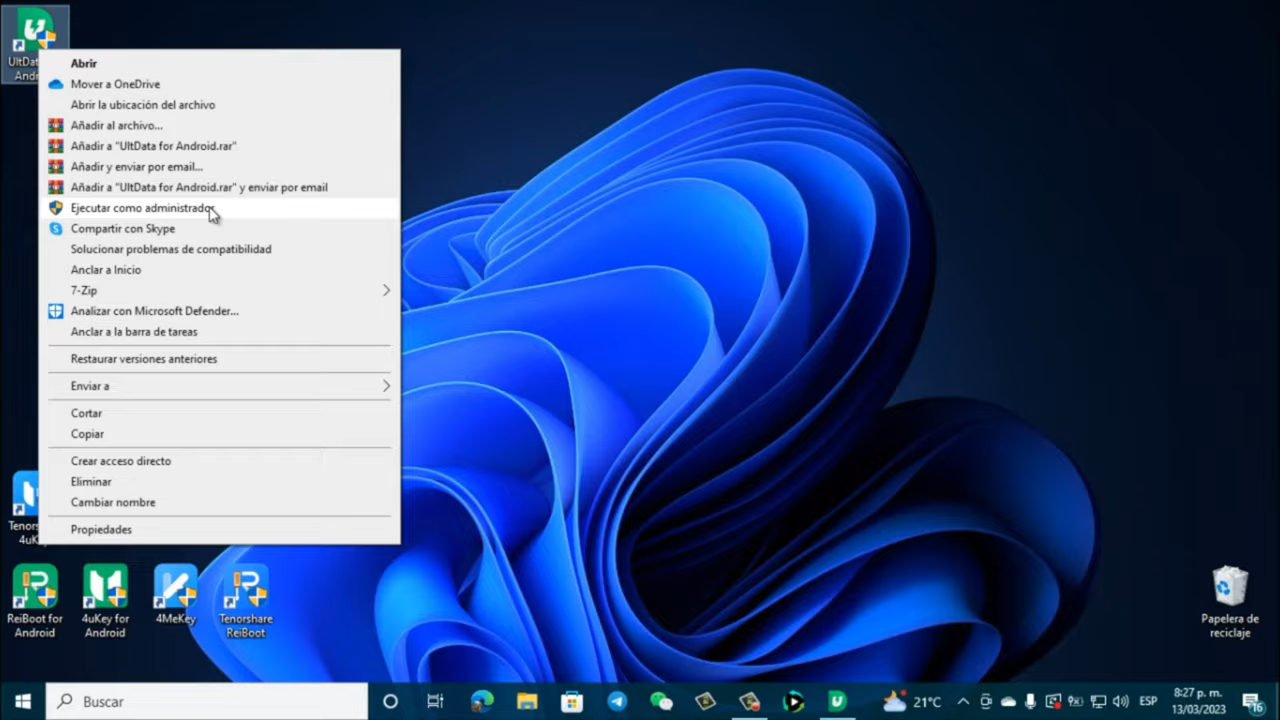 UltDat
Andr
Abrir
Mover a OneDrive
Abrir la ubicación del archivo
Añadir al archivo...
Añadir a "UltData for Android.rar"
Añadir y enviar por email...
Añadir a "UltData for Android.rar" y enviar por email
Ejecutar como administrador
Compartir con Skype
Solucionar problemas de compatibilidad
Anclar a Inicio
7-Zip
Analizar con Microsoft Defender...
Anclar a la barra de tareas
Restaurar versiones anteriores
Enviar a
Cortar
Copiar
Crear acceso directo
Eliminar
Cambiar nombre
Propiedades
Tenors
4uK
ReiBoot for
Android
4uKey for
Android
4MeKey
Tenorshare
ReiBoot
Papelera de
reciclaje
Buscar
21°C
ESP
8:27 p. m.
13/03/2023
16